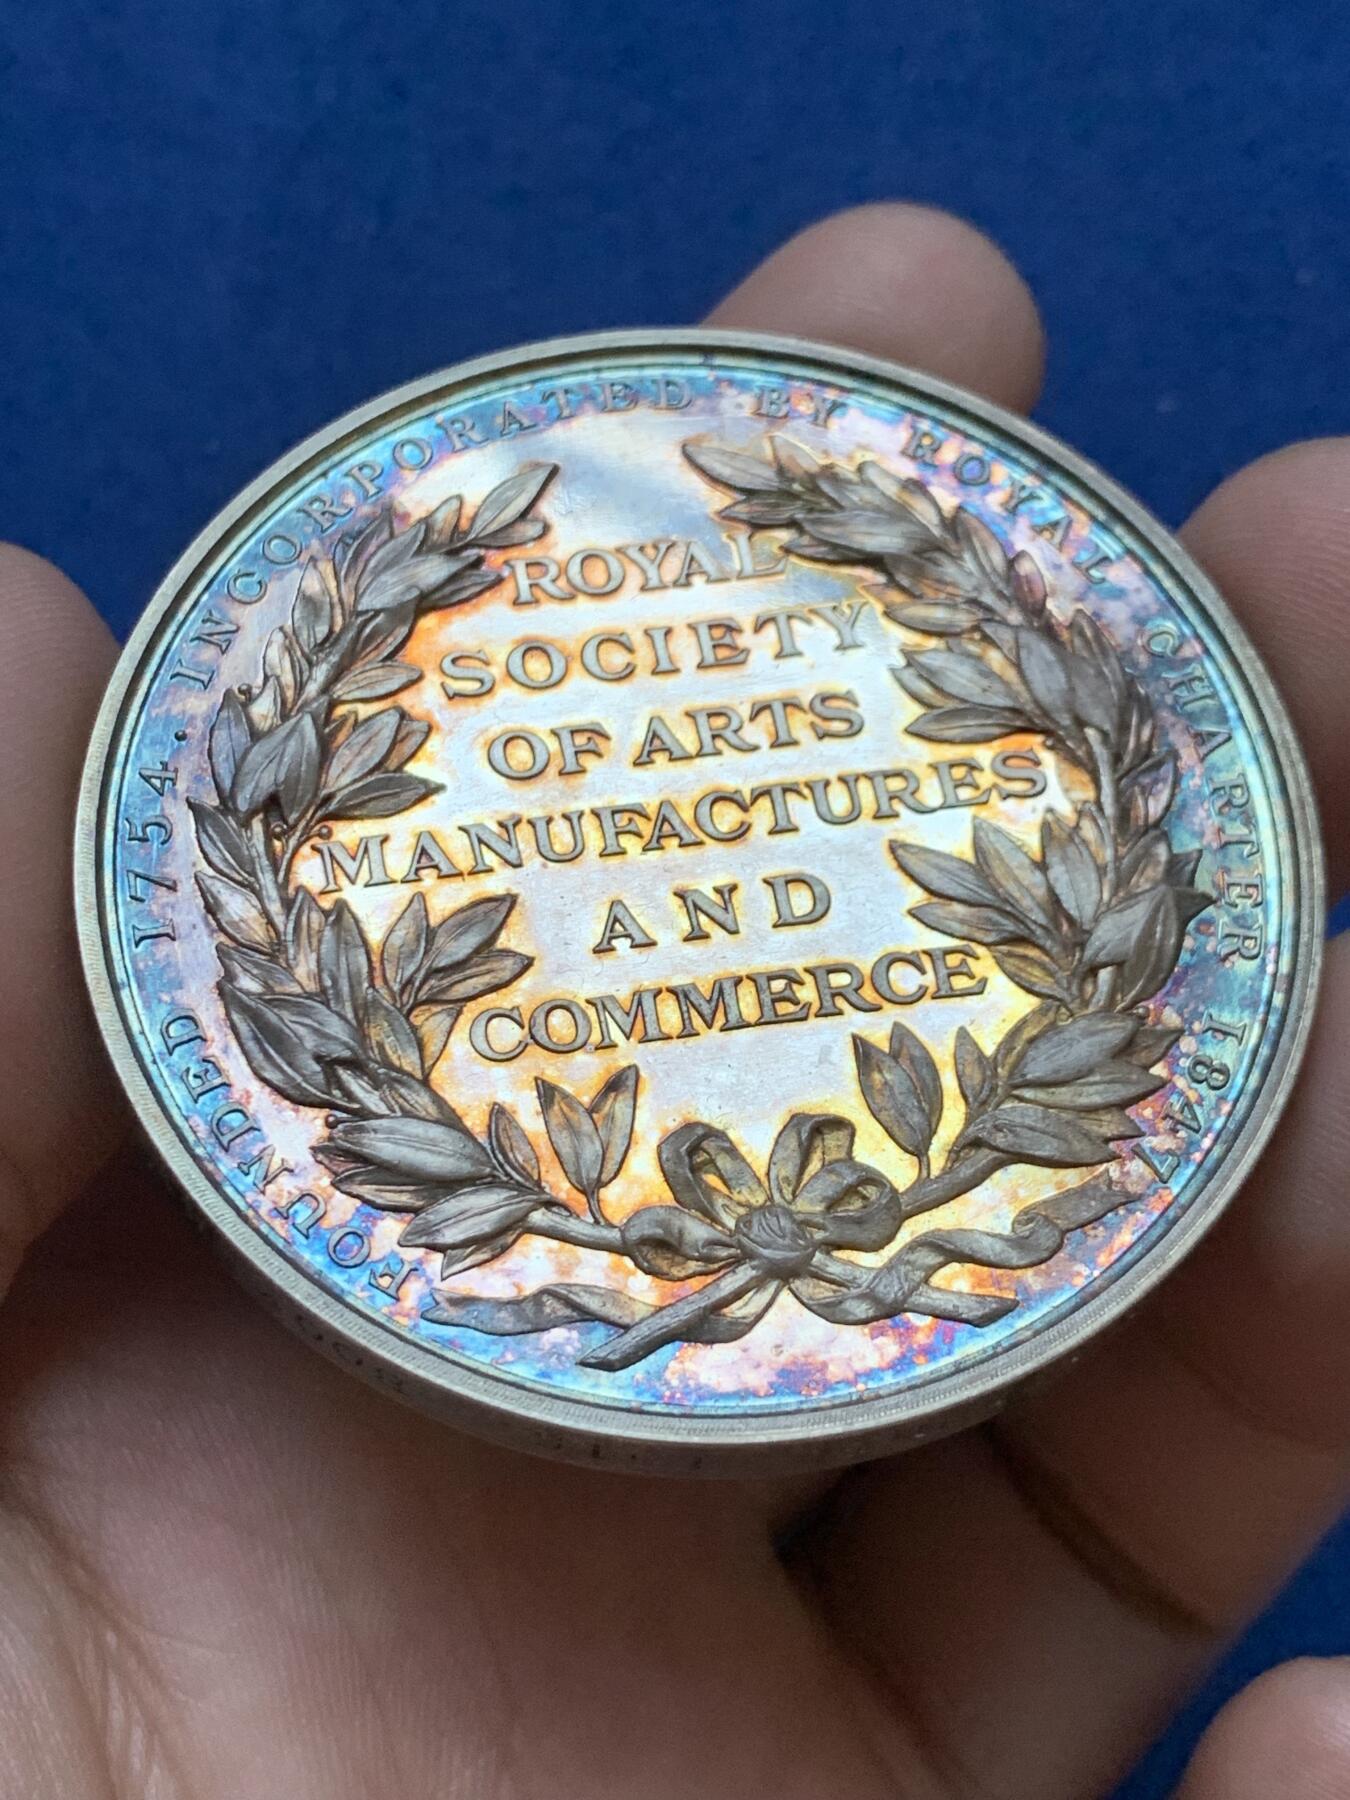 FOUNDED 1754. INCORPORATED BY ROYAL CHARTER 1847
ROYAL
SOCIETY
OF ARTS
MANUFACTURES
AND
COMMERCE